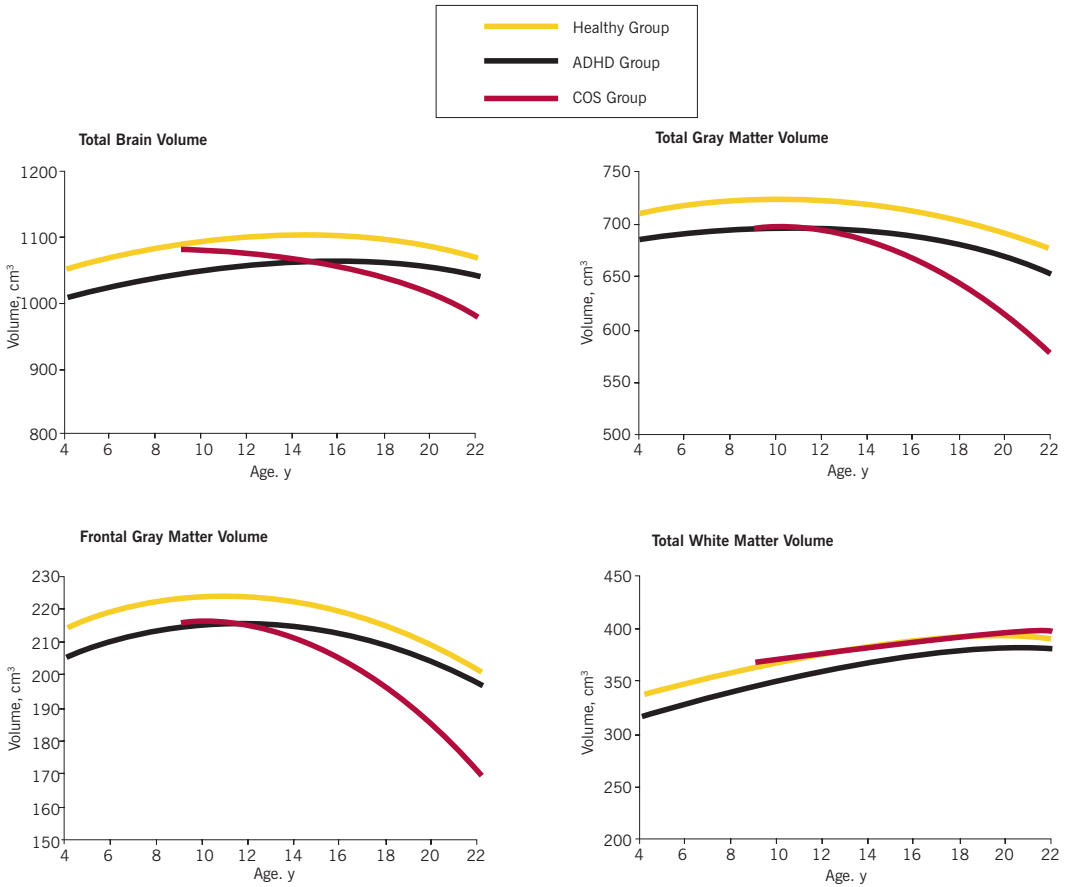 Healthy Group
ADHD Group
COS Group
Total Brain Volume
1200
1100
1000
900
800
Volume, cm³
4 6 8 10 12 14 16 18 20 22
Age. y
Total Gray Matter Volume
750
700
650
600
550
500
Volume, cm³
4 6 8 10 12 14 16 18 20 22
Age. y
Frontal Gray Matter Volume
230
220
210
200
190
180
170
160
150
Volume, cm³
4 6 8 10 12 14 16 18 20 22
Age. y
Total White Matter Volume
450
400
350
300
250
200
Volume, cm³
4 6 8 10 12 14 16 18 20 22
Age. y